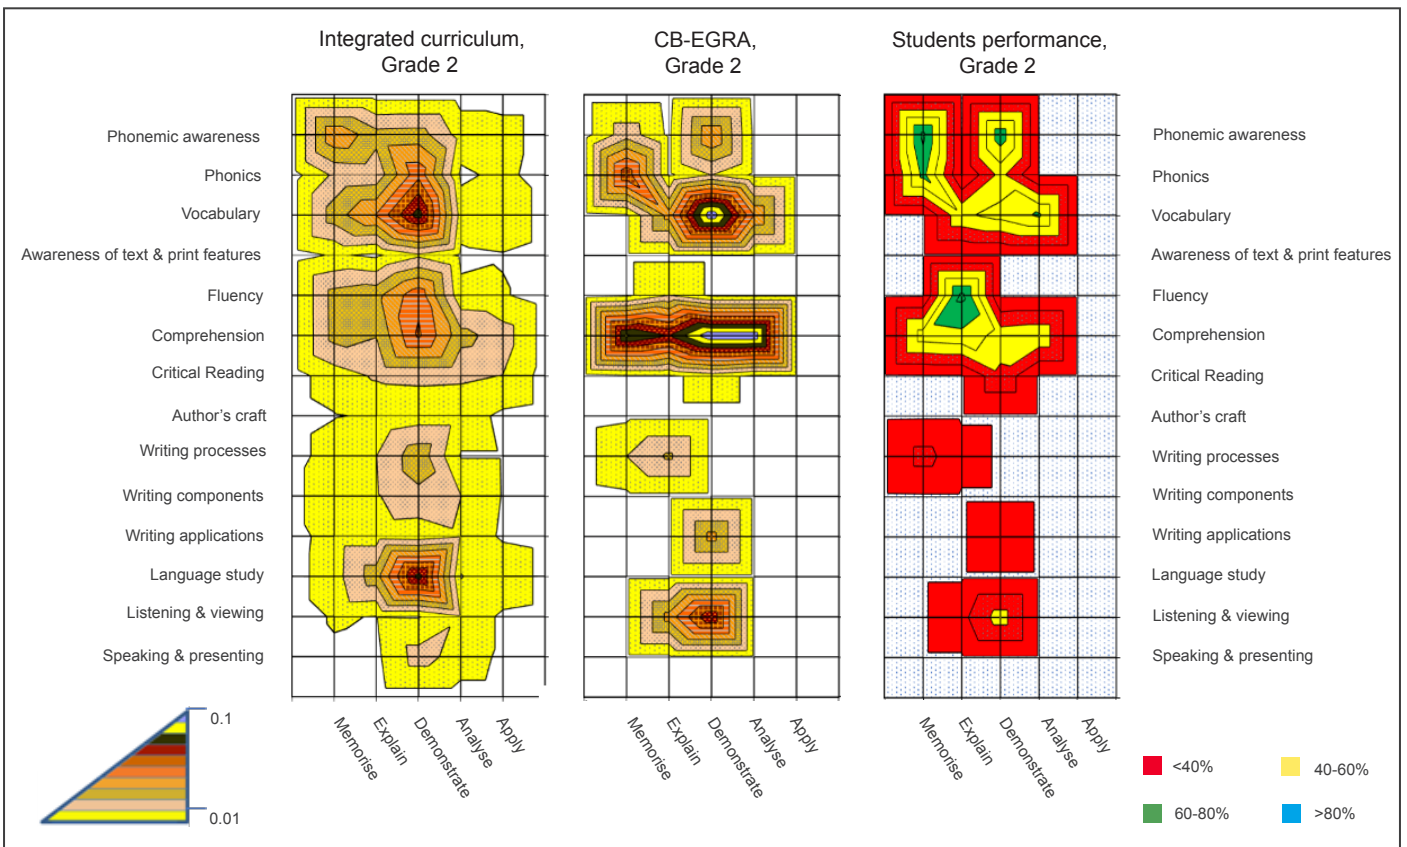 Integrated curriculum,
Grade 2
CB-EGRA,
Grade 2
Students performance,
Grade 2
Phonemic awareness
Phonics
Vocabulary
Awareness of text & print features
Fluency
Comprehension
Critical Reading
Author's craft
Writing processes
Writing components
Writing applications
Language study
Listening & viewing
Speaking & presenting
Phonemic awareness
Phonics
Vocabulary
Awareness of text & print features
Fluency
Comprehension
Critical Reading
Author's craft
Writing processes
Writing components
Writing applications
Language study
Listening & viewing
Speaking & presenting
Memorise
Explain
Demonstrate
Analyse
Apply
Memorise
Explain
Demonstrate
Analyse
Apply
Memorise
Explain
Demonstrate
Analyse
Apply
0.1
0.01
<40%
40-60%
60-80%
>80%